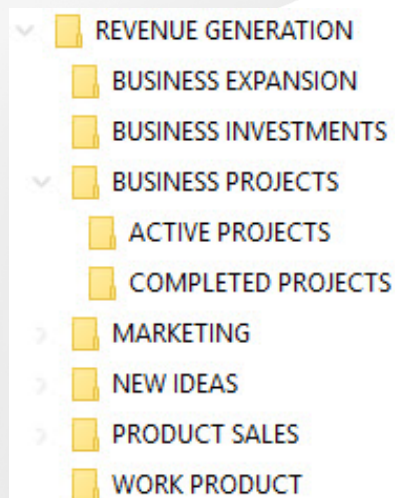 REVENUE GENERATION
BUSINESS EXPANSION
BUSINESS INVESTMENTS
BUSINESS PROJECTS
ACTIVE PROJECTS
COMPLETED PROJECTS
MARKETING
NEW IDEAS
PRODUCT SALES
WORK PRODUCT